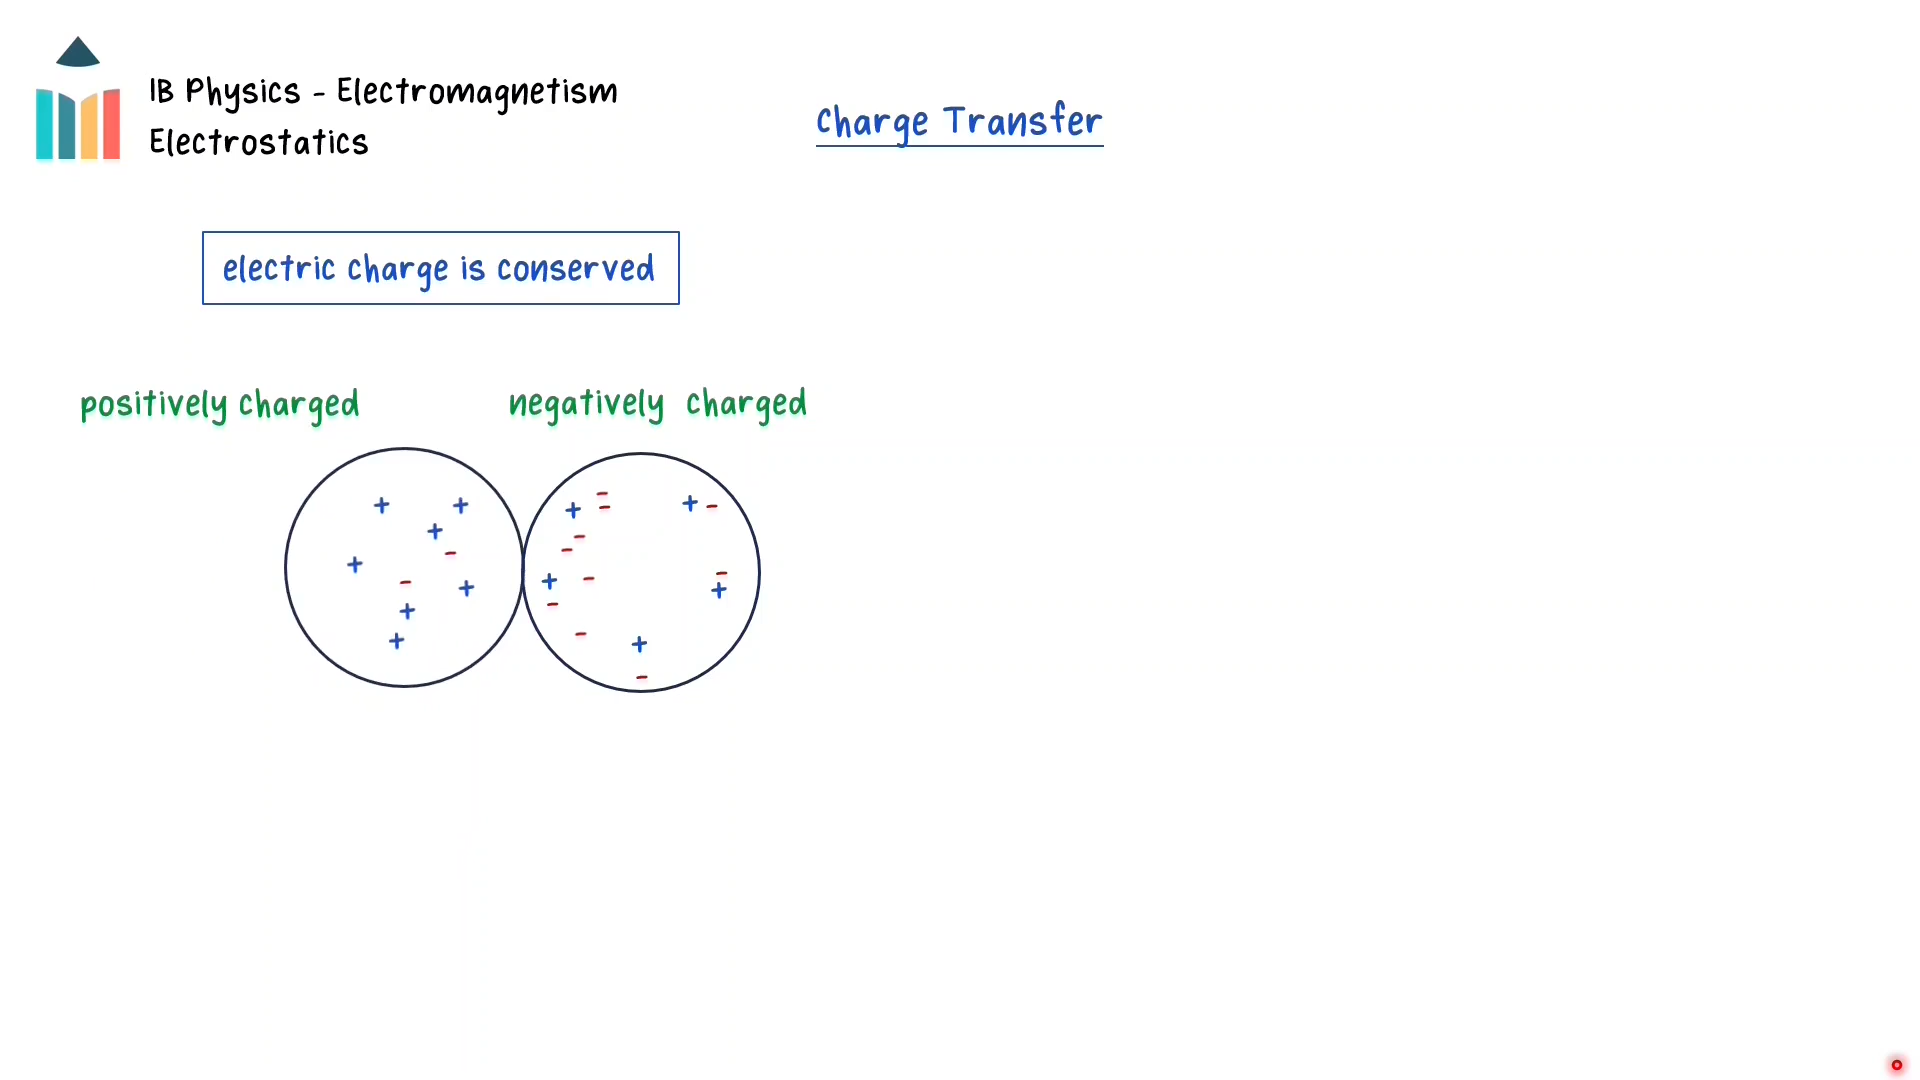 IB Physics - Electromagnetism
Electrostatics
Charge Transfer
electric charge is conserved
positively charged
negatively charged